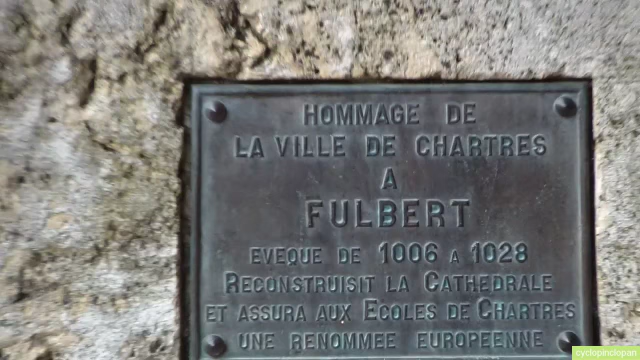 HOMMAGE DE
LA VILLE DE CHARTRES
A
FULBERT
EVEQUE DE 1006 A 1028
RECONSTRUISIT LA CATHEDRALE
ET ASSURA AUX ECOLES DE CHARTRES
UNE RENOMMEE EUROPEENNE
cyclopinclopan